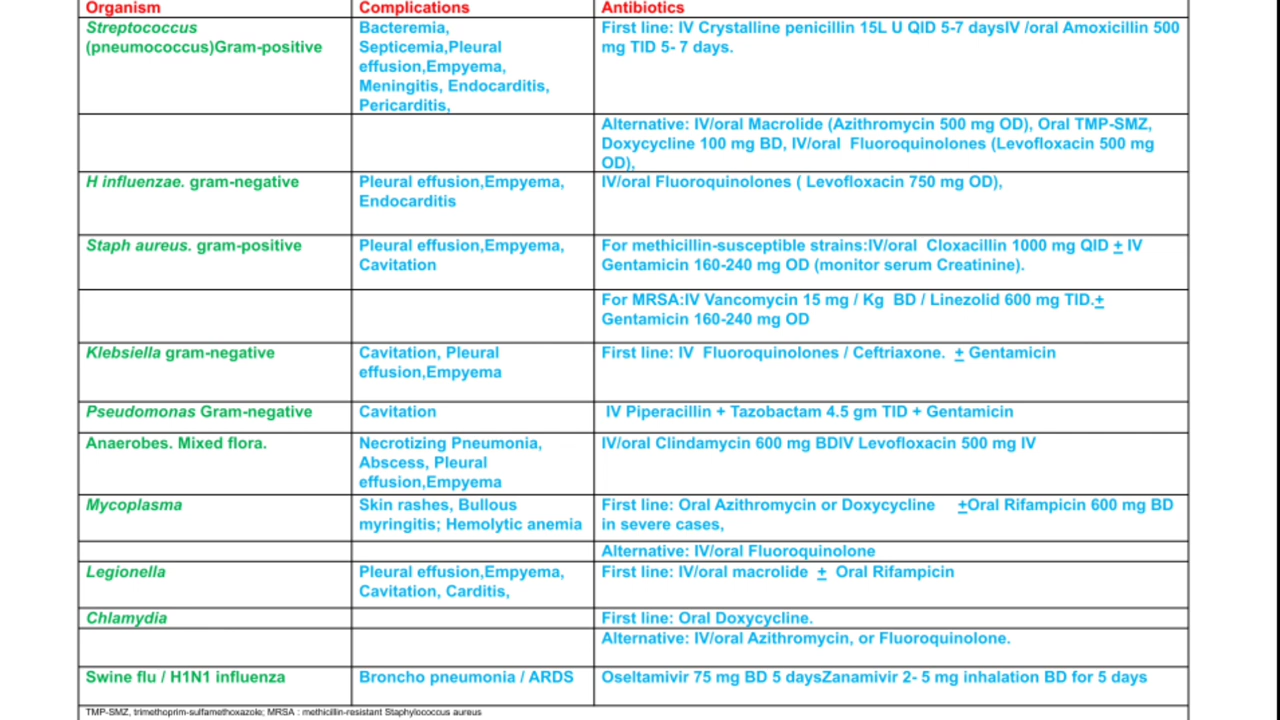 Organism Complications Antibiotics
Streptococcus
(pneumococcus)Gram-positive
Bacteremia,
Septicemia,Pleural
effusion,Empyema,
Meningitis, Endocarditis,
Pericarditis,
First line: IV Crystalline penicillin 15L U QID 5-7 daysIV /oral Amoxicillin 500
mg TID 5- 7 days.
Alternative: IV/oral Macrolide (Azithromycin 500 mg OD), Oral TMP-SMZ,
Doxycycline 100 mg BD, IV/oral Fluoroquinolones (Levofloxacin 500 mg
OD),
H influenzae. gram-negative
Pleural effusion,Empyema,
Endocarditis
IV/oral Fluoroquinolones ( Levofloxacin 750 mg OD),
Staph aureus. gram-positive
Pleural effusion,Empyema,
Cavitation
For methicillin-susceptible strains:IV/oral Cloxacillin 1000 mg QID ± IV
Gentamicin 160-240 mg OD (monitor serum Creatinine).
For MRSA:IV Vancomycin 15 mg / Kg BD / Linezolid 600 mg TID.±
Gentamicin 160-240 mg OD
Klebsiella gram-negative
Cavitation, Pleural
effusion,Empyema
First line: IV Fluoroquinolones / Ceftriaxone. ± Gentamicin
Pseudomonas Gram-negative
Cavitation
IV Piperacillin + Tazobactam 4.5 gm TID + Gentamicin
Anaerobes. Mixed flora.
Necrotizing Pneumonia,
Abscess, Pleural
effusion,Empyema
IV/oral Clindamycin 600 mg BDIV Levofloxacin 500 mg IV
Mycoplasma
Skin rashes, Bullous
myringitis; Hemolytic anemia
First line: Oral Azithromycin or Doxycycline ±Oral Rifampicin 600 mg BD
in severe cases,
Alternative: IV/oral Fluoroquinolone
Legionella
Pleural effusion,Empyema,
Cavitation, Carditis,
First line: IV/oral macrolide ± Oral Rifampicin
Chlamydia
First line: Oral Doxycycline.
Alternative: IV/oral Azithromycin, or Fluoroquinolone.
Swine flu / H1N1 influenza
Broncho pneumonia / ARDS
Oseltamivir 75 mg BD 5 daysZanamivir 2- 5 mg inhalation BD for 5 days
TMP-SMZ, trimethoprim-sulfamethoxazole; MRSA : methicillin-resistant Staphylococcus aureus